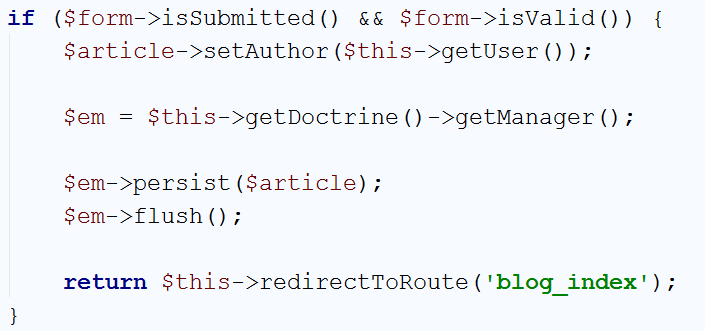 if ($form->isSubmitted() && $form->isValid()) {
    $article->setAuthor($this->getUser());

    $em = $this->getDoctrine()->getManager();

    $em->persist($article);
    $em->flush();

    return $this->redirectToRoute('blog_index');
}